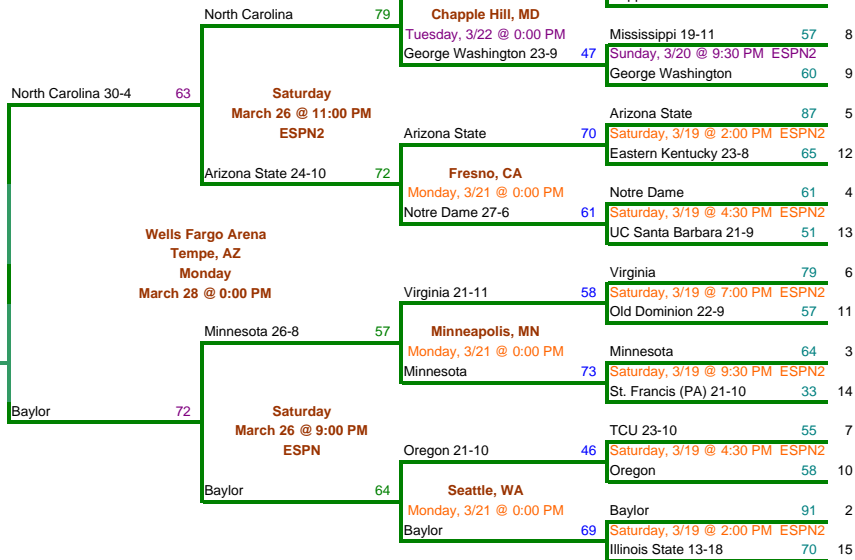 North Carolina 79
Chapple Hill, MD
Tuesday, 3/22 @ 0:00 PM
George Washington 23-9 47
Mississippi 19-11 57 8
Sunday, 3/20 @ 9:30 PM ESPN2
George Washington 60 9
North Carolina 30-4 63
Saturday
March 26 @ 11:00 PM
ESPN2
Arizona State 70
Arizona State 87 5
Saturday, 3/19 @ 2:00 PM ESPN2
Eastern Kentucky 23-8 65 12
Arizona State 24-10 72
Fresno, CA
Monday, 3/21 @ 0:00 PM
Notre Dame 27-6 61
Notre Dame 61 4
Saturday, 3/19 @ 4:30 PM ESPN2
UC Santa Barbara 21-9 51 13
Wells Fargo Arena
Tempe, AZ
Monday
March 28 @ 0:00 PM
Virginia 21-11 58
Virginia 79 6
Saturday, 3/19 @ 7:00 PM ESPN2
Old Dominion 22-9 57 11
Minnesota 26-8 57
Minneapolis, MN
Monday, 3/21 @ 0:00 PM
Minnesota 73
Minnesota 64 3
Saturday, 3/19 @ 9:30 PM ESPN2
St. Francis (PA) 21-10 33 14
Baylor 72
Saturday
March 26 @ 9:00 PM
ESPN
Oregon 21-10 46
TCU 23-10 55 7
Saturday, 3/19 @ 4:30 PM ESPN2
Oregon 58 10
Baylor 64
Seattle, WA
Monday, 3/21 @ 0:00 PM
Baylor 69
Baylor 91 2
Saturday, 3/19 @ 2:00 PM ESPN2
Illinois State 13-18 70 15